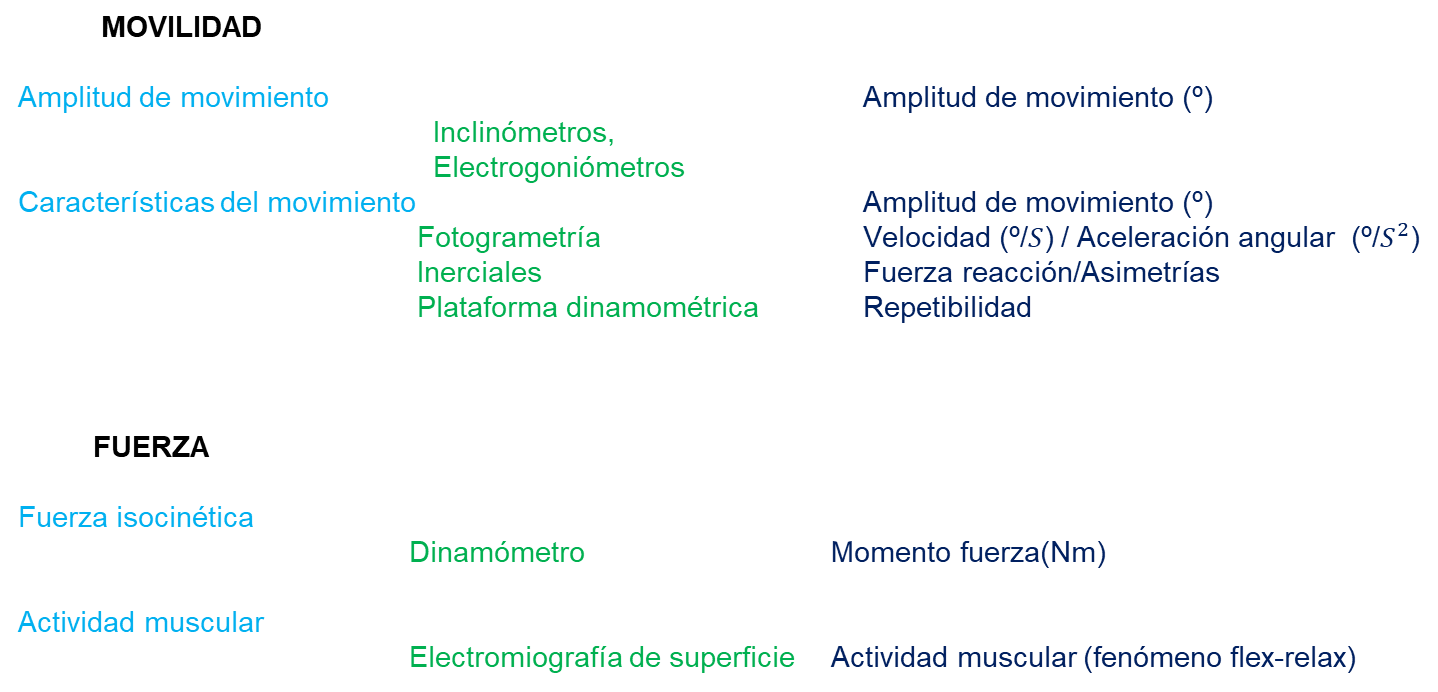 MOVILIDAD
Amplitud de movimiento Amplitud de movimiento (º)
Inclinómetros,
Electrogoniómetros
Características del movimiento Amplitud de movimiento (º)
Fotogrametría Velocidad (º/S) / Aceleración angular (º/S²)
Inerciales Fuerza reacción/Asimetrías
Plataforma dinamométrica Repetibilidad
FUERZA
Fuerza isocinética
Dinamómetro Momento fuerza(Nm)
Actividad muscular
Electromiografía de superficie Actividad muscular (fenómeno flex-relax)